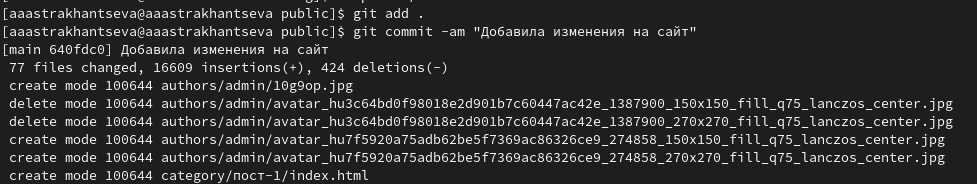 [aaastrakhantseva@aaastrakhantseva public]$ git add .
[aaastrakhantseva@aaastrakhantseva public]$ git commit -am "Добавила изменения на сайт"
[main 640fdc0] Добавила изменения на сайт
77 files changed, 16609 insertions(+), 424 deletions(-)
create mode 100644 authors/admin/10g9op.jpg
delete mode 100644 authors/admin/avatar_hu3c64bd0f98018e2d901b7c60447ac42e_1387900_150x150_fill_q75_lanczos_center.jpg
delete mode 100644 authors/admin/avatar_hu3c64bd0f98018e2d901b7c60447ac42e_1387900_270x270_fill_q75_lanczos_center.jpg
create mode 100644 authors/admin/avatar_hu7f5920a75adb62be5f7369ac86326ce9_274858_150x150_fill_q75_lanczos_center.jpg
create mode 100644 authors/admin/avatar_hu7f5920a75adb62be5f7369ac86326ce9_274858_270x270_fill_q75_lanczos_center.jpg
create mode 100644 category/пост-1/index.html